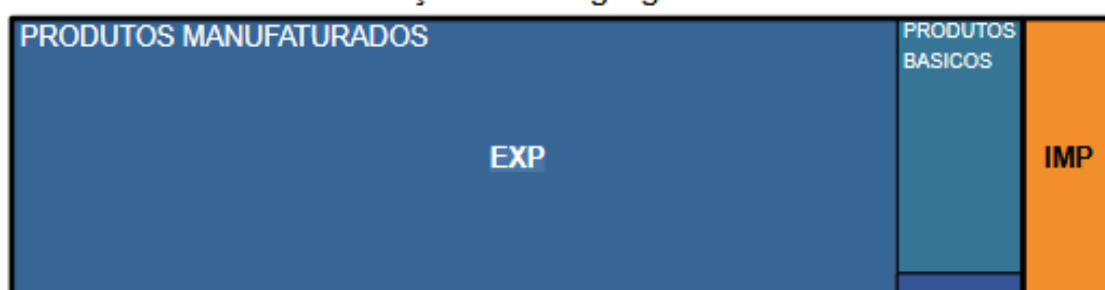 PRODUTOS MANUFATURADOS
PRODUTOS
BASICOS
EXP
IMP